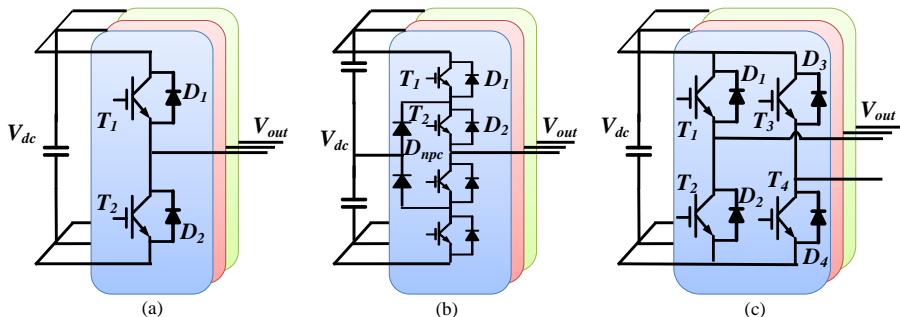 V_dc
T_1
D_1
T_2
D_2
V_out
(a)
V_dc
T_1
D_1
T_2
D_2
D_npc
V_out
(b)
V_dc
T_1
D_1
T_3
D_3
T_2
D_2
T_4
D_4
V_out
(c)